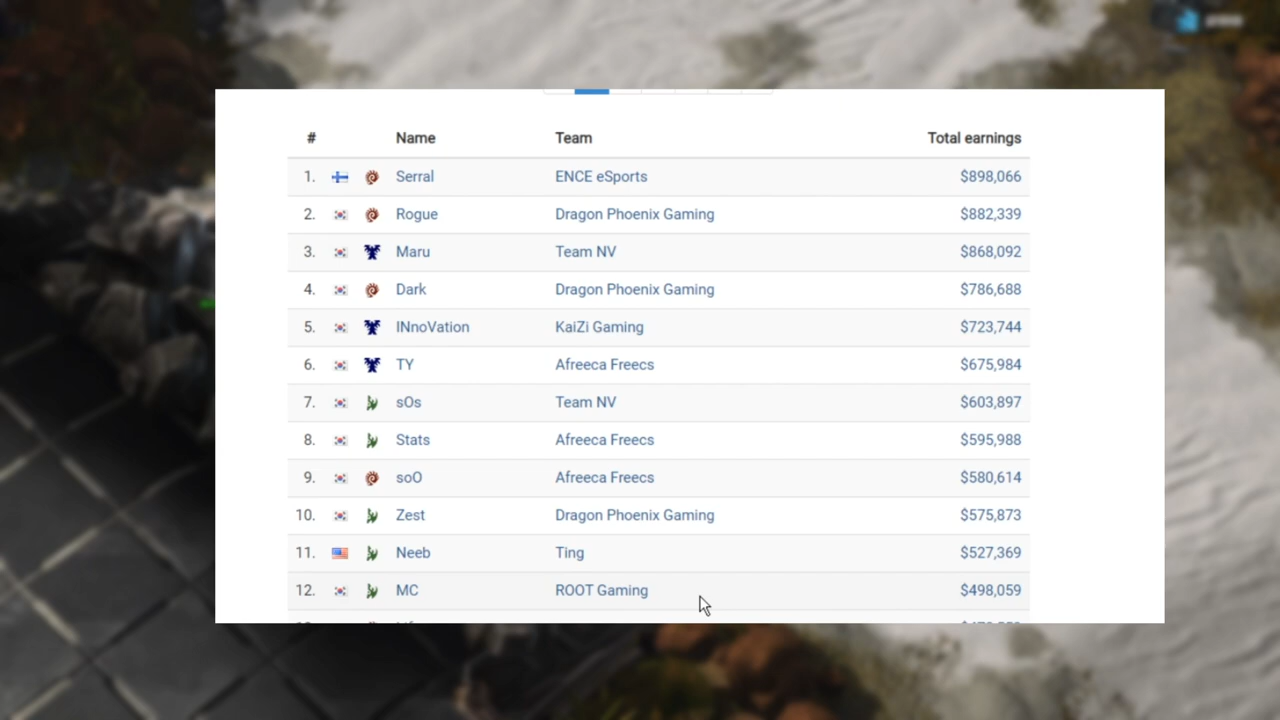 # Name Team Total earnings
1. Serral ENCE eSports $898,066
2. Rogue Dragon Phoenix Gaming $882,339
3. Maru Team NV $868,092
4. Dark Dragon Phoenix Gaming $786,688
5. INnoVation KaiZi Gaming $723,744
6. TY Afreeca Freecs $675,984
7. sOs Team NV $603,897
8. Stats Afreeca Freecs $595,988
9. soO Afreeca Freecs $580,614
10. Zest Dragon Phoenix Gaming $575,873
11. Neeb Ting $527,369
12. MC ROOT Gaming $498,059